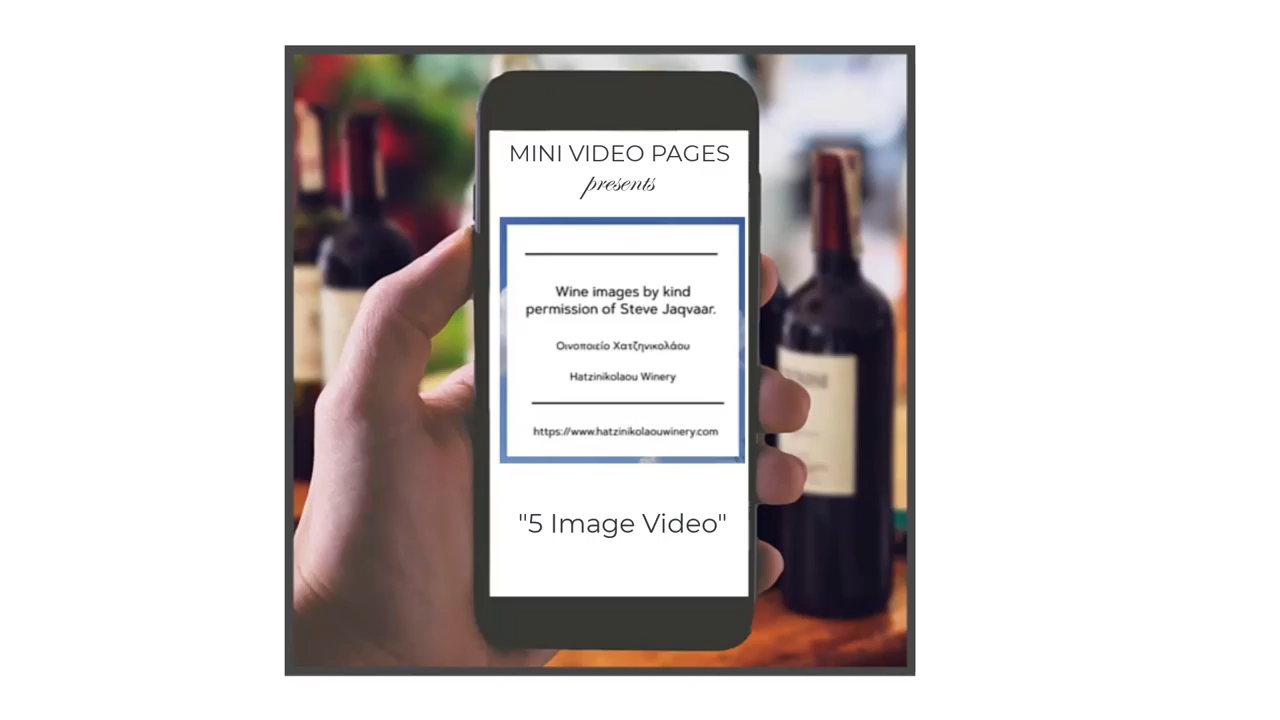 MINI VIDEO PAGES
presents
Wine images by kind
permission of Steve Jaqvaar.
Οινοποιείο Χατζηνικολάου
Hatzinikolaou Winery
https://www.hatzinikolaouwinery.com
"5 Image Video"